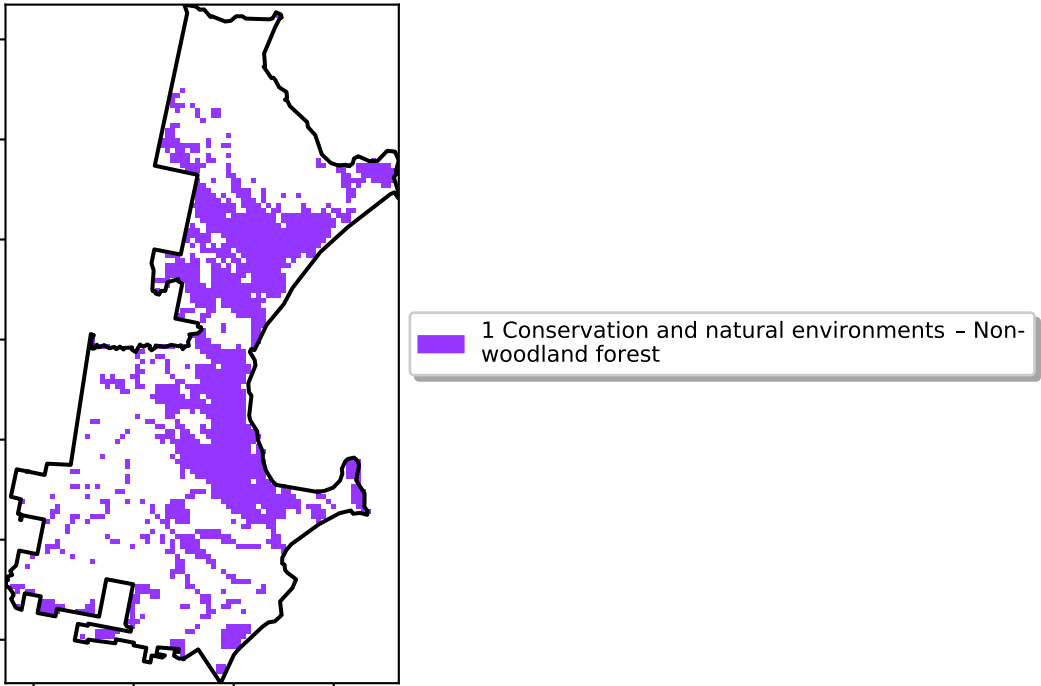 1 Conservation and natural environments – Non-
woodland forest